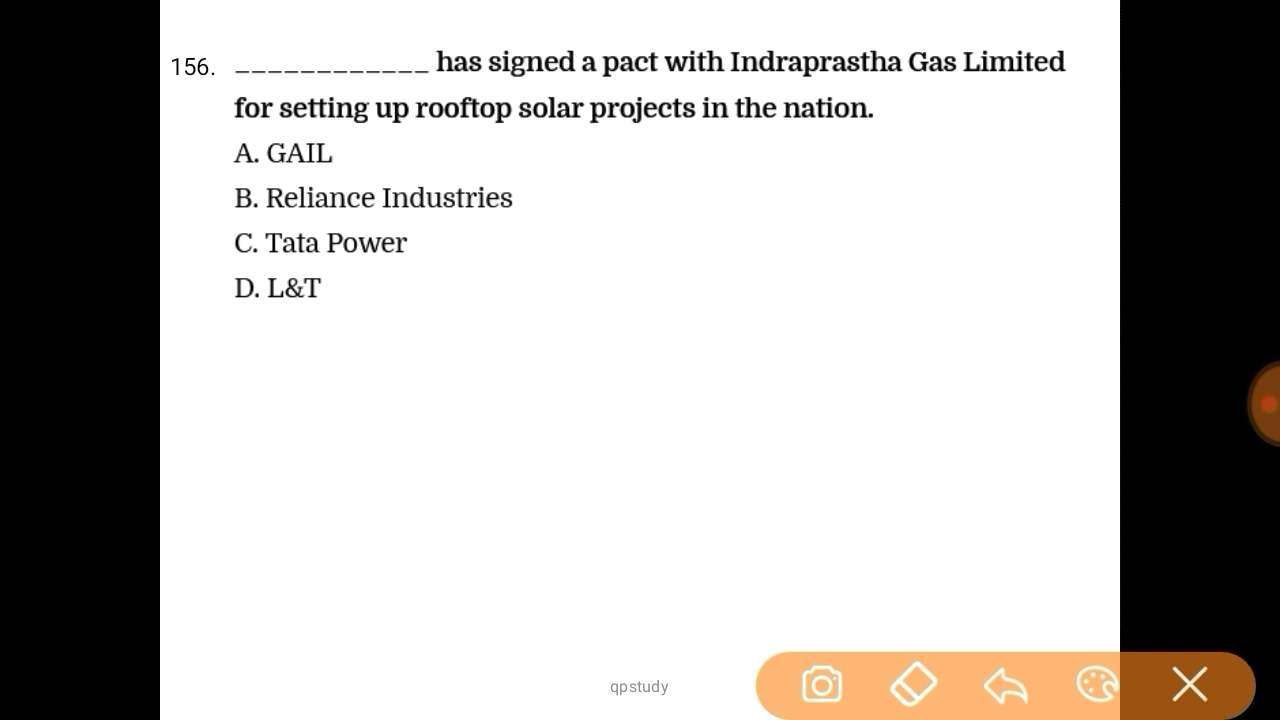 156. ____________ has signed a pact with Indraprastha Gas Limited
for setting up rooftop solar projects in the nation.
A. GAIL
B. Reliance Industries
C. Tata Power
D. L&T
qpstudy